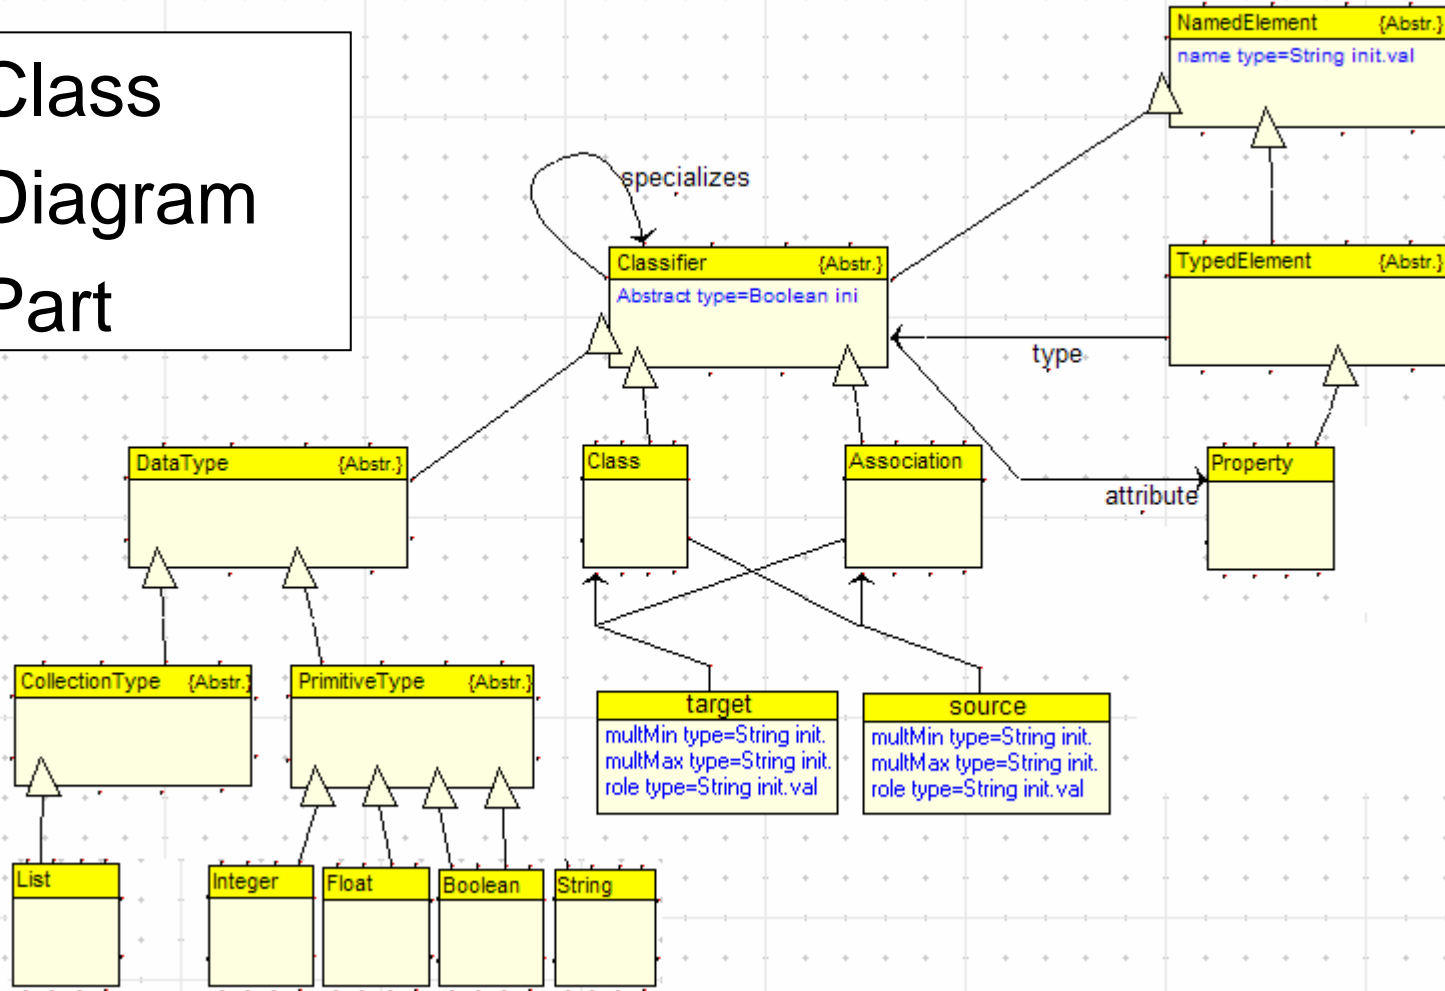 Class
Diagram
Part
NamedElement {Abstr.}
name type=String init.val
specializes
Classifier {Abstr.}
Abstract type=Boolean ini
TypedElement {Abstr.}
type
DataType {Abstr.}
Class
Association
attribute
Property
CollectionType {Abstr.}
PrimitiveType {Abstr.}
target
multMin type=String init.
multMax type=String init.
role type=String init.val
source
multMin type=String init.
multMax type=String init.
role type=String init.val
List
Integer
Float
Boolean
String